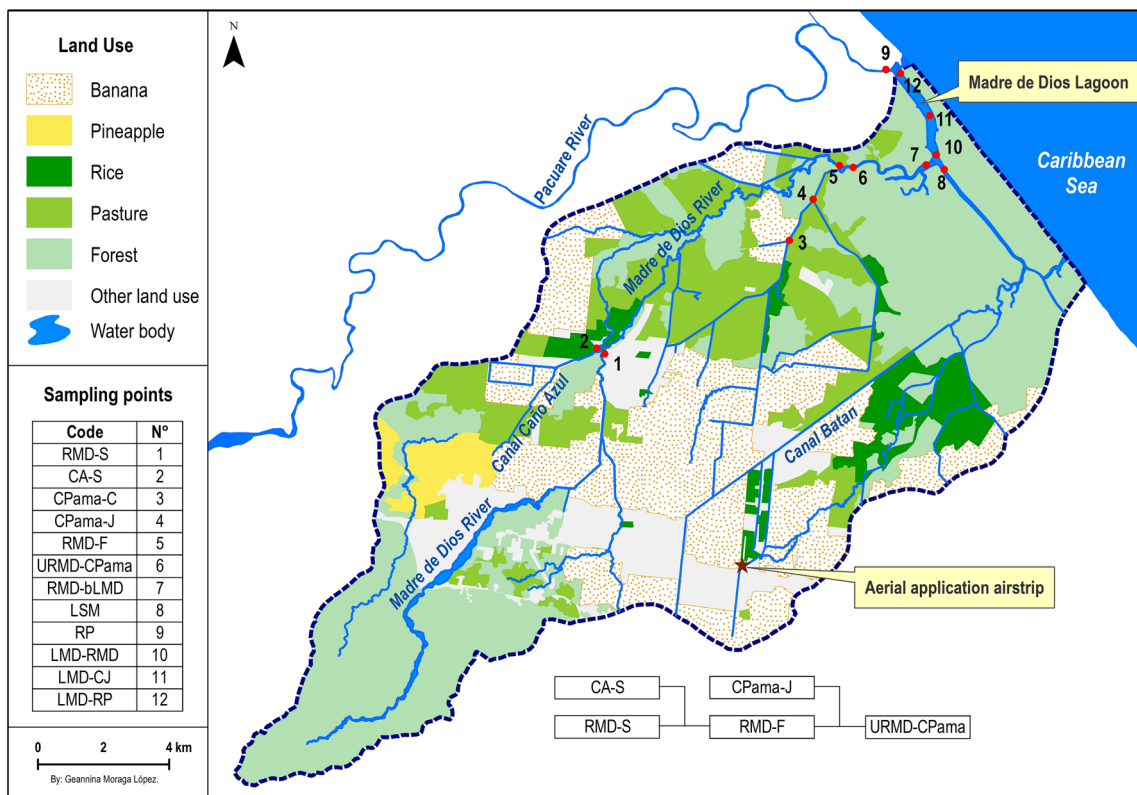 Land Use
Banana
Pineapple
Rice
Pasture
Forest
Other land use
Water body
Sampling points
Code N°
RMD-S 1
CA-S 2
CPama-C 3
CPama-J 4
RMD-F 5
URMD-CPama 6
RMD-bLMD 7
LSM 8
RP 9
LMD-RMD 10
LMD-CJ 11
LMD-RP 12
0 2 4 km
By: Geannina Moraga López.
N
9
12
Madre de Dios Lagoon
11
10
7
8
Caribbean
Sea
Pacuare River
5
6
4
3
Madre de Dios River
2
1
Canal Caño Azul
Canal Batan
Madre de Dios River
Aerial application airstrip
CA-S CPama-J
RMD-S RMD-F URMD-CPama